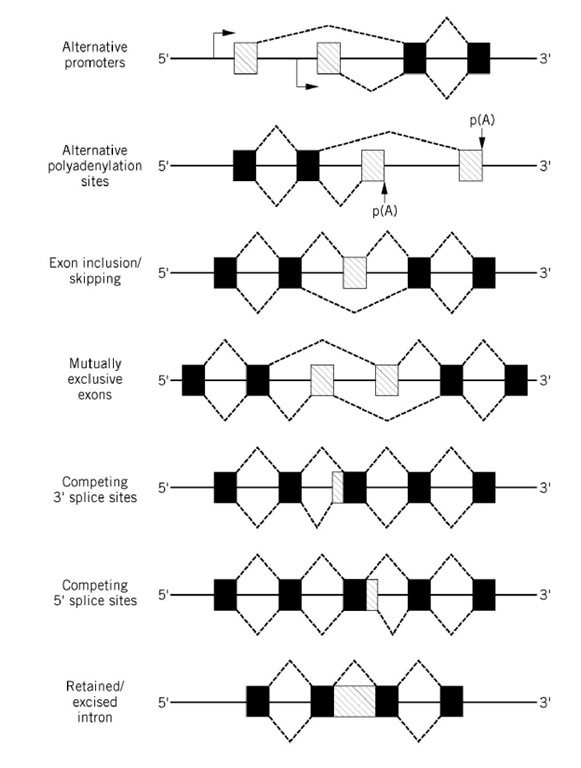 Alternative
promoters
5'
3'
Alternative
polyadenylation
sites
5'
p(A)
p(A)
3'
Exon inclusion/
skipping
5'
3'
Mutually
exclusive
exons
5'
3'
Competing
3' splice sites
5'
3'
Competing
5' splice sites
5'
3'
Retained/
excised
intron
5'
3'